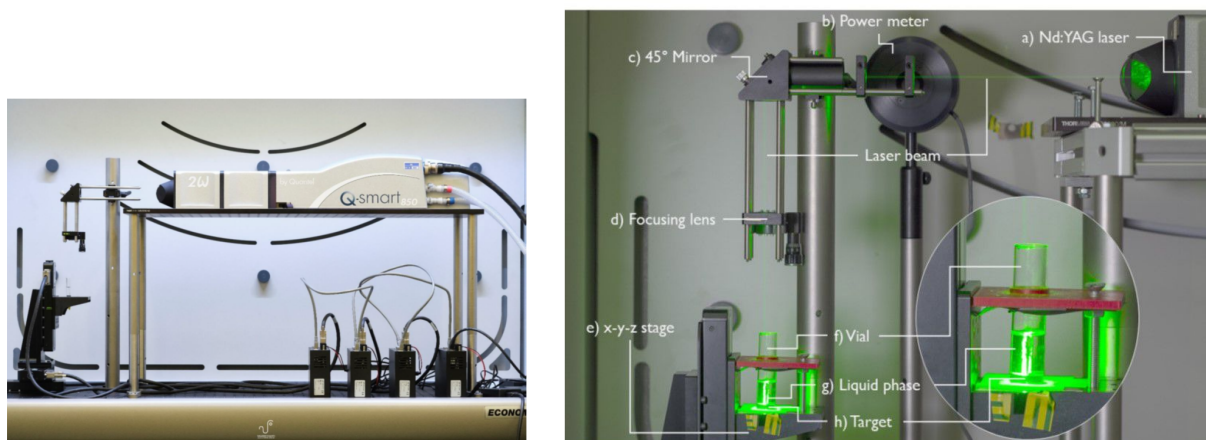 2ω
Q-smart 850
ECONO
b) Power meter
a) Nd:YAG laser
c) 45° Mirror
THORLABS
Laser beam
d) Focusing lens
e) x-y-z stage
f) Vial
g) Liquid phase
h) Target